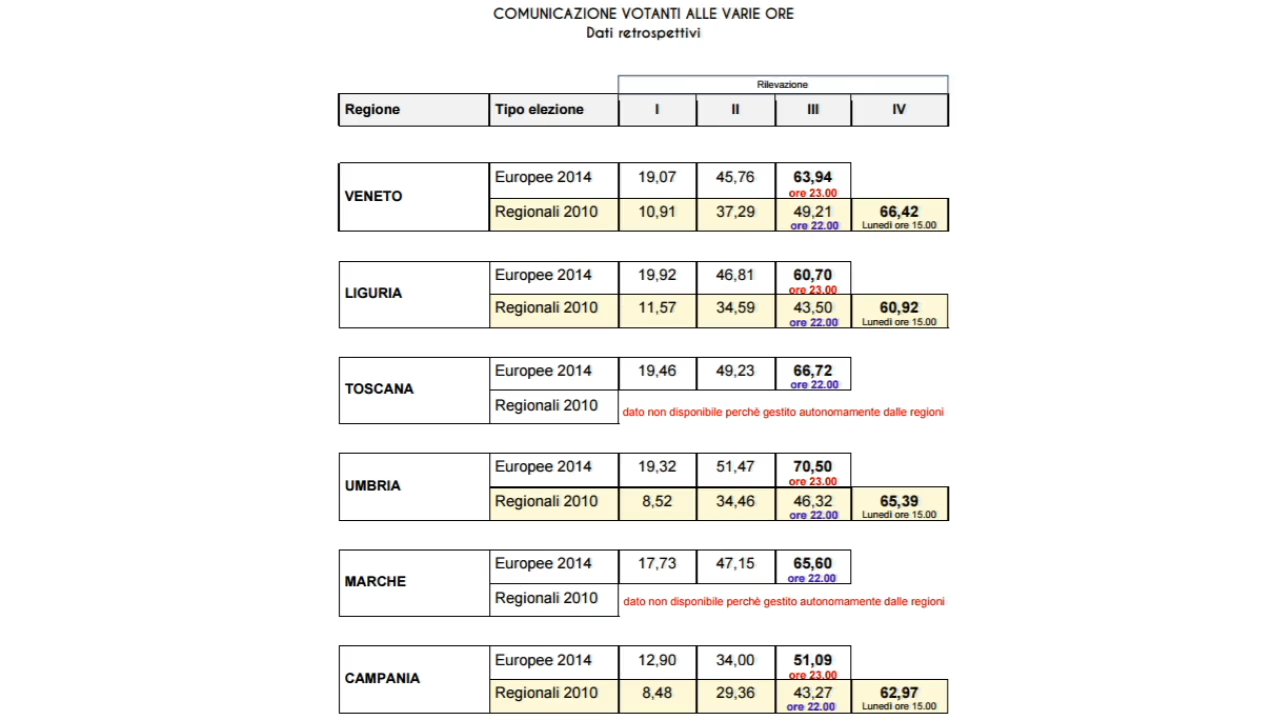 COMUNICAZIONE VOTANTI ALLE VARIE ORE
Dati retrospettivi
Rilevazione
Regione Tipo elezione I II III IV
VENETO
Europee 2014 19,07 45,76 63,94
ore 23.00
Regionali 2010 10,91 37,29 49,21 66,42
ore 22.00 Lunedì ore 15.00
LIGURIA
Europee 2014 19,92 46,81 60,70
ore 23.00
Regionali 2010 11,57 34,59 43,50 60,92
ore 22.00 Lunedì ore 15.00
TOSCANA
Europee 2014 19,46 49,23 66,72
ore 22.00
Regionali 2010 dato non disponibile perchè gestito autonomamente dalle regioni
UMBRIA
Europee 2014 19,32 51,47 70,50
ore 23.00
Regionali 2010 8,52 34,46 46,32 65,39
ore 22.00 Lunedì ore 15.00
MARCHE
Europee 2014 17,73 47,15 65,60
ore 22.00
Regionali 2010 dato non disponibile perchè gestito autonomamente dalle regioni
CAMPANIA
Europee 2014 12,90 34,00 51,09
ore 23.00
Regionali 2010 8,48 29,36 43,27 62,97
ore 22.00 Lunedì ore 15.00